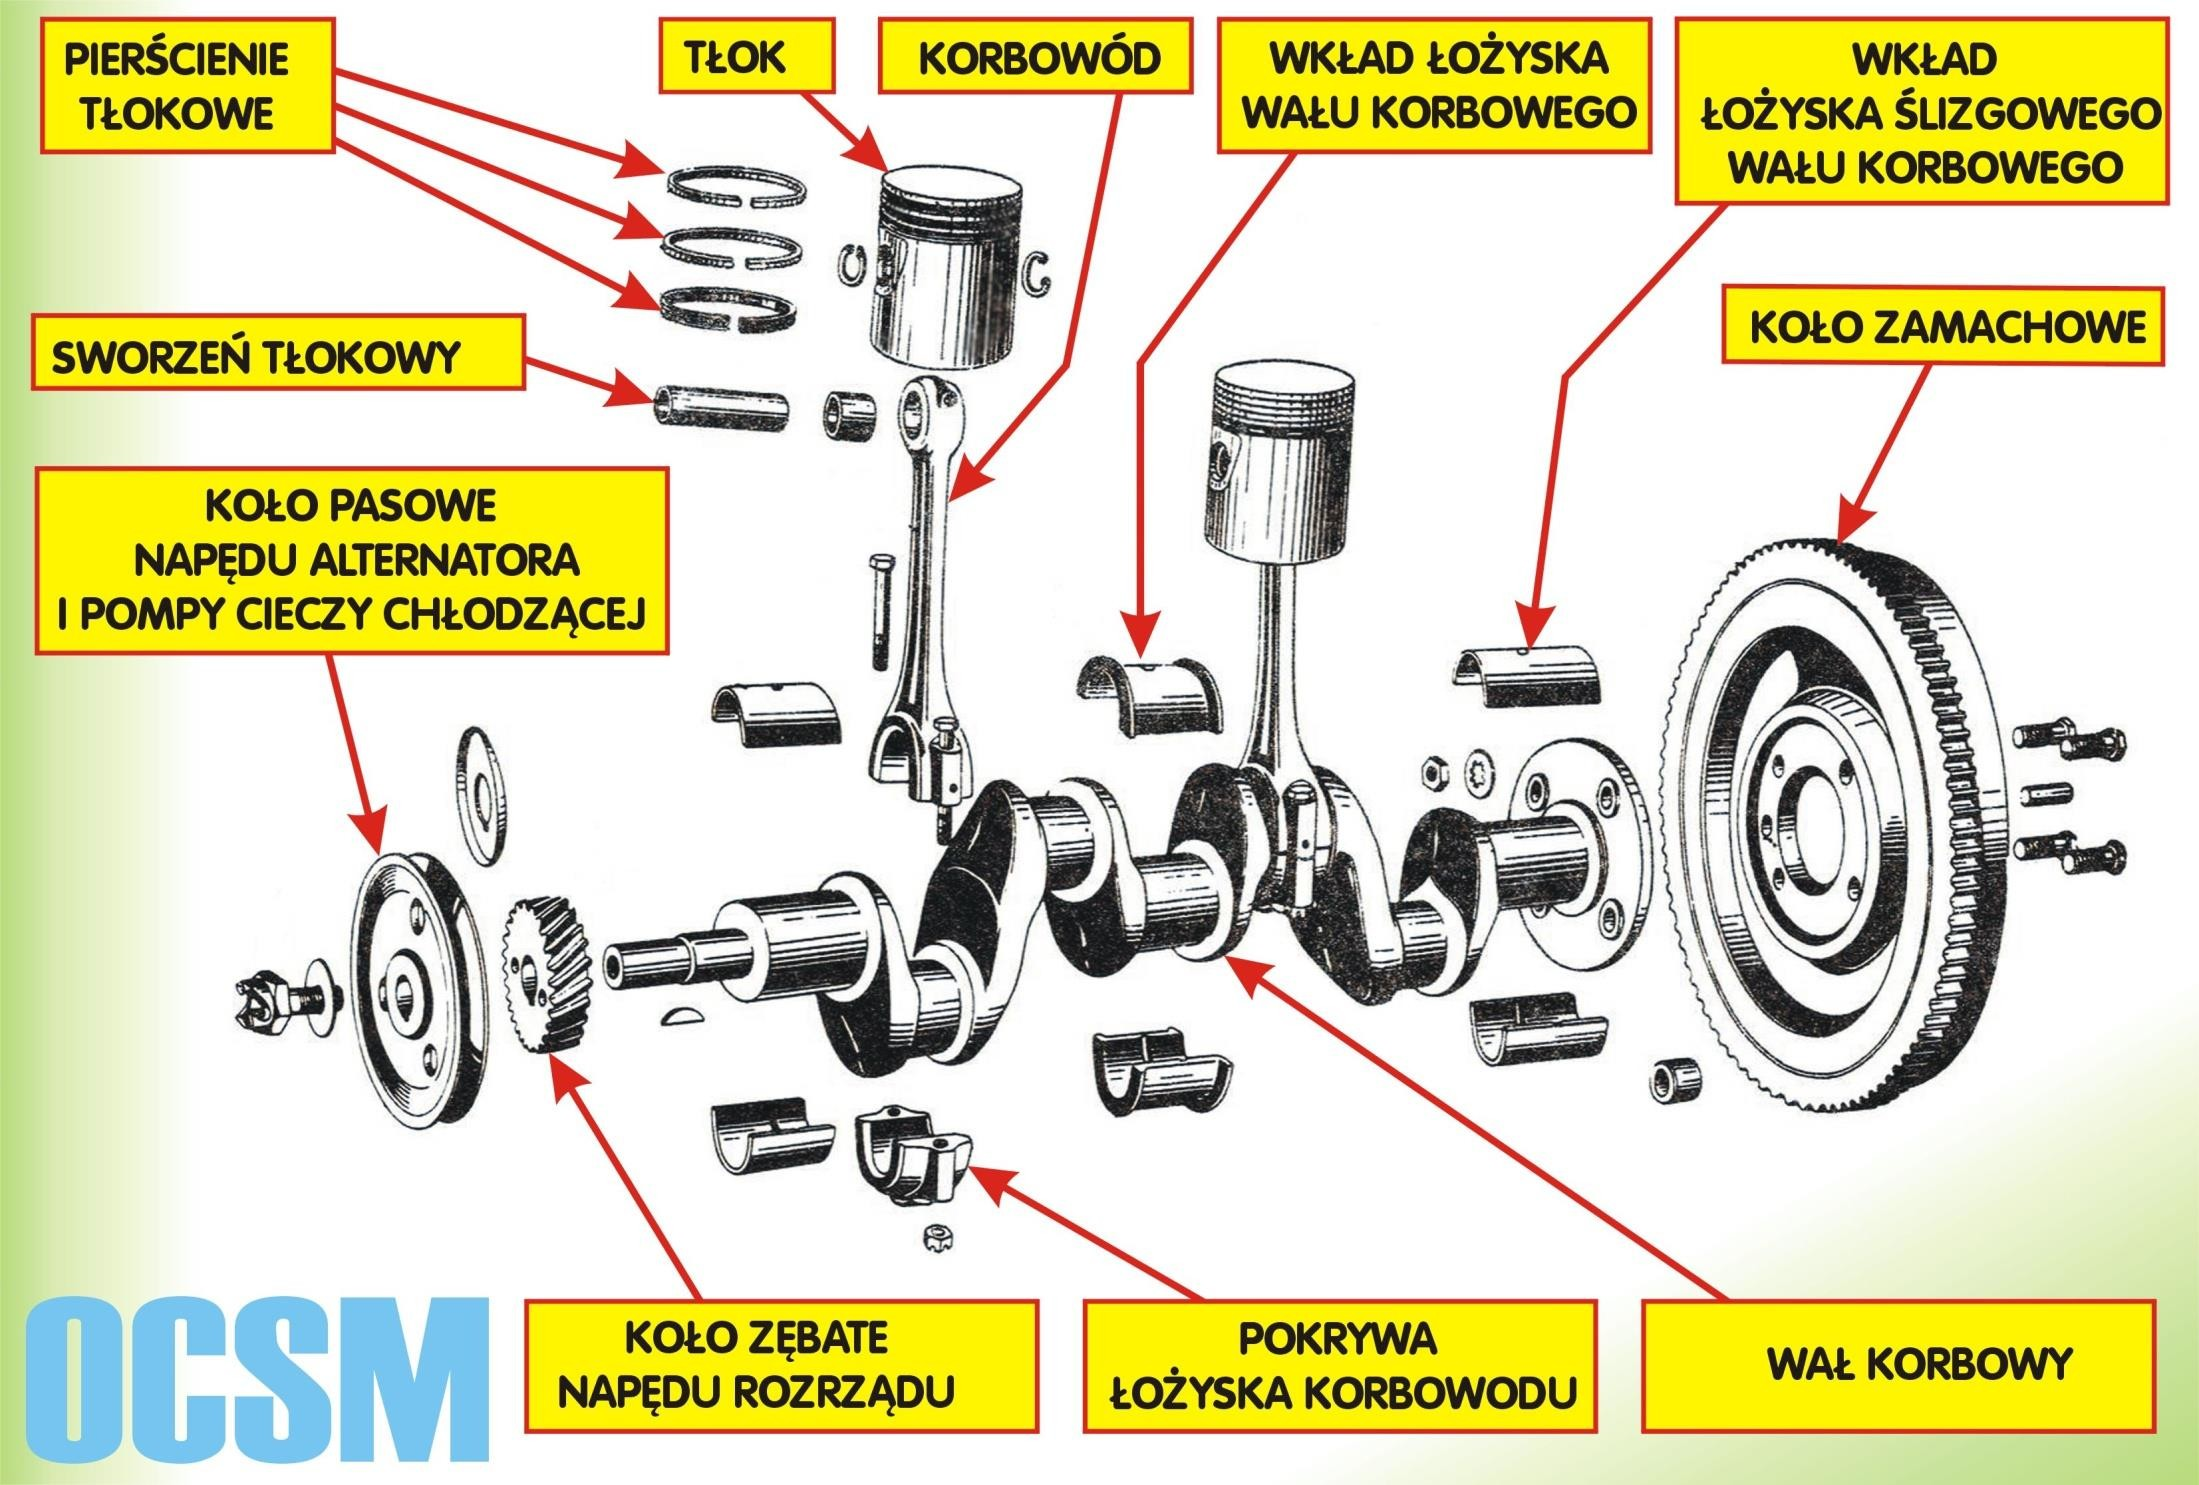 PIERŚCIENIE
TŁOKOWE
TŁOK
KORBOWÓD
WKŁAD ŁOŻYSKA
WAŁU KORBOWEGO
WKŁAD
ŁOŻYSKA ŚLIZGOWEGO
WAŁU KORBOWEGO
SWORZEŃ TŁOKOWY
KOŁO ZAMACHOWE
KOŁO PASOWE
NAPĘDU ALTERNATORA
I POMPY CIECZY CHŁODZĄCEJ
KOŁO ZĘBATE
NAPĘDU ROZRZĄDU
POKRYWA
ŁOŻYSKA KORBOWODU
WAŁ KORBOWY
OCSM